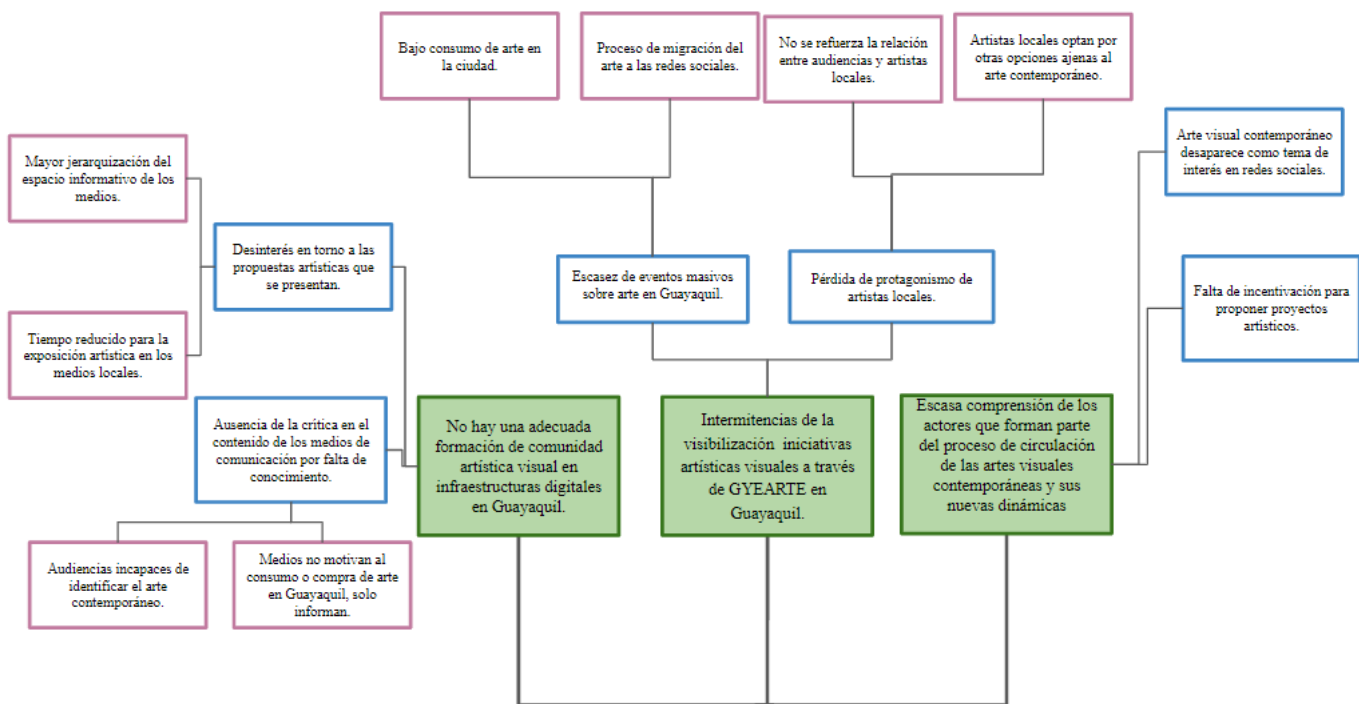 Bajo consumo de arte en
la ciudad.
Proceso de migración del
arte a las redes sociales.
No se refuerza la relación
entre audiencias y artistas
locales.
Artistas locales optan por
otras opciones ajenas al
arte contemporáneo.
Mayor jerarquización del
espacio informativo de los
medios.
Arte visual contemporáneo
desaparece como tema de
interés en redes sociales.
Desinterés en torno a las
propuestas artísticas que
se presentan.
Escasez de eventos masivos
sobre arte en Guayaquil.
Pérdida de protagonismo de
artistas locales.
Falta de incentivación para
proponer proyectos
artísticos.
Tiempo reducido para la
exposición artística en los
medios locales.
Ausencia de la crítica en el
contenido de los medios de
comunicación por falta de
conocimiento.
No hay una adecuada
formación de comunidad
artística visual en
infraestructuras digitales
en Guayaquil.
Intermitencias de la
visibilización iniciativas
artísticas visuales a través
de GYEARTE en
Guayaquil.
Escasa comprensión de los
actores que forman parte
del proceso de circulación
de las artes visuales
contemporáneas y sus
nuevas dinámicas
Audiencias incapaces de
identificar el arte
contemporáneo.
Medios no motivan al
consumo o compra de arte
en Guayaquil, solo
informan.